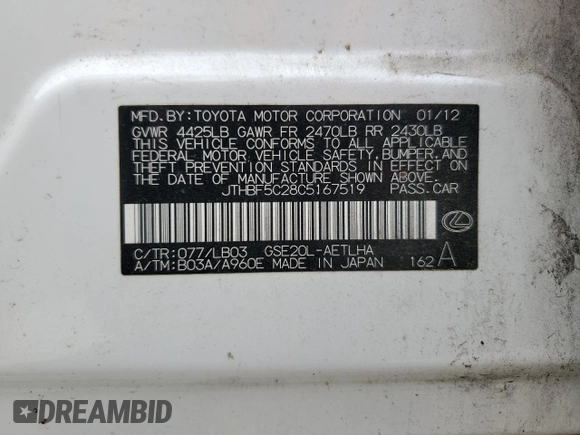 MFD.BY:TOYOTA MOTOR CORPORATION 01/12
GVWR 4425LB GAWR FR 2470LB RR 2430LB
THIS VEHICLE CONFORMS TO ALL APPLICABLE
FEDERAL MOTOR VEHICLE SAFETY,BUMPER,AND
THEFT PREVENTION STANDARDS IN EFFECT ON
THE DATE OF MANUFACTURE SHOWN ABOVE.
JTHBF5C28C5167519 PASS.CAR
C/TR:077/LB03 GSE20L-AETLHA
A/TM:B03A/A960E MADE IN JAPAN 162 A
DREAMBID